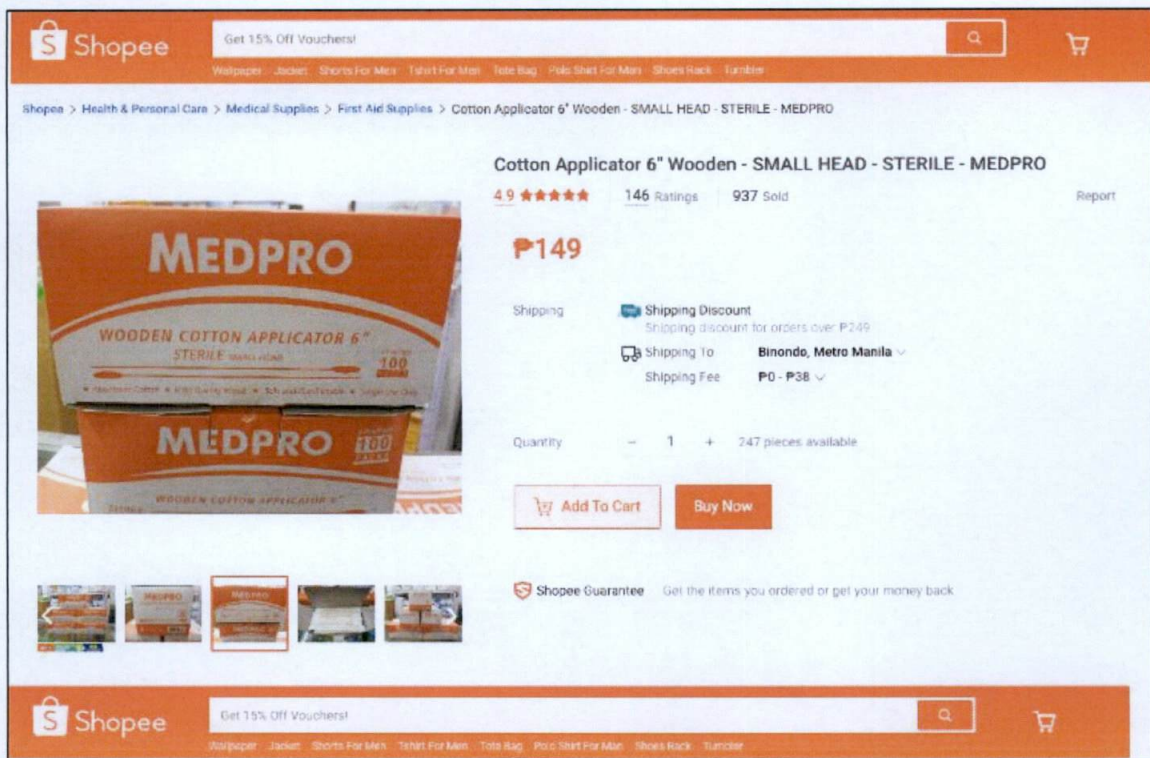 Shopee
Get 15% Off Vouchers!
Wallpaper Jacket Shorts For Men Tshirt For Men Tote Bag Polo Shirt For Man Shoes Rack Tumbler
Shopee > Health & Personal Care > Medical Supplies > First Aid Supplies > Cotton Applicator 6" Wooden - SMALL HEAD - STERILE - MEDPRO
Cotton Applicator 6" Wooden - SMALL HEAD - STERILE - MEDPRO
4.9 146 Ratings 937 Sold Report
₱149
MEDPRO
WOODEN COTTON APPLICATOR 6"
STERILE SMALL HEAD
100
MEDPRO
100
WOODEN COTTON APPLICATOR 6"
Shipping Shipping Discount
Shipping discount for orders over ₱249
Shipping To Binondo, Metro Manila
Shipping Fee ₱0 - ₱38
Quantity - 1 + 247 pieces available
Add To Cart Buy Now
MEDPRO
MEDPRO
Shopee Guarantee Get the items you ordered or get your money back
Shopee
Get 15% Off Vouchers!
Wallpaper Jacket Shorts For Men Tshirt For Men Tote Bag Polo Shirt For Man Shoes Rack Tumbler